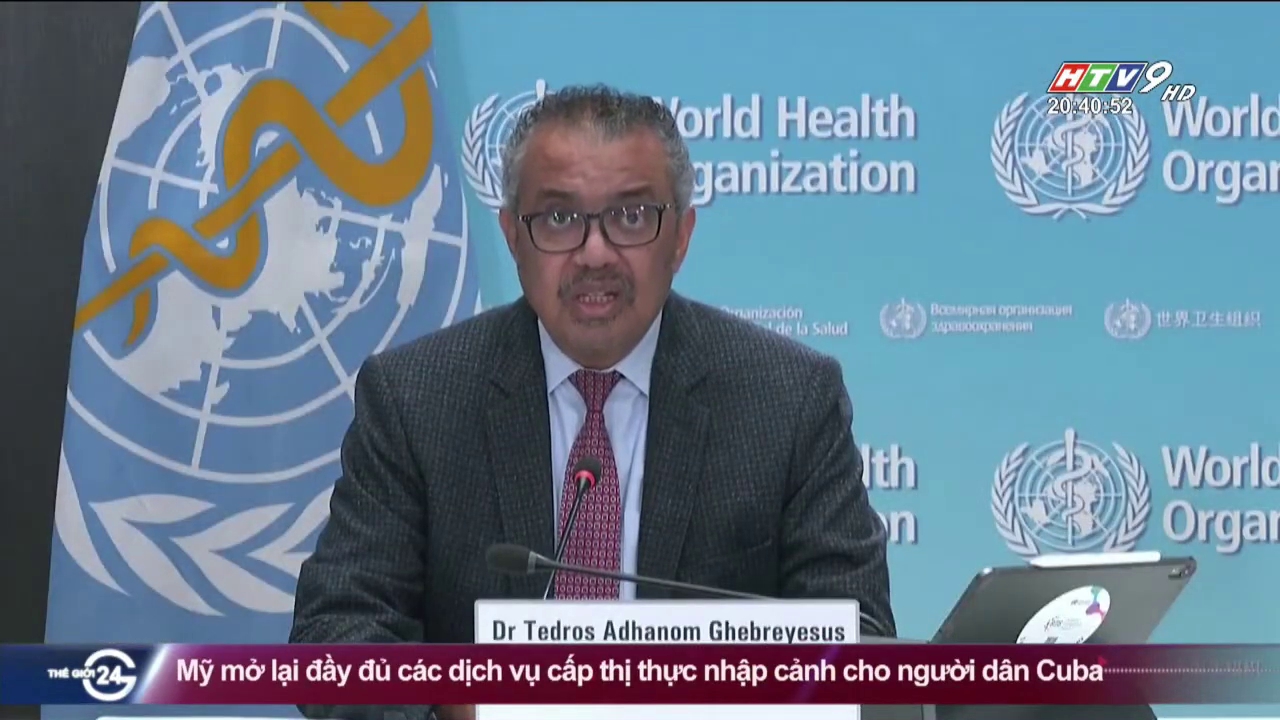 HTV9 HD
20:40:52
World Health
Organization
World
Organ
Organización
de la Salud
Всемирная организация
здравоохранения
世界卫生组织
World
Organ
Dr Tedros Adhanom Ghebreyesus
THẾ GIỚI 24G
Mỹ mở lại đầy đủ các dịch vụ cấp thị thực nhập cảnh cho người dân Cuba